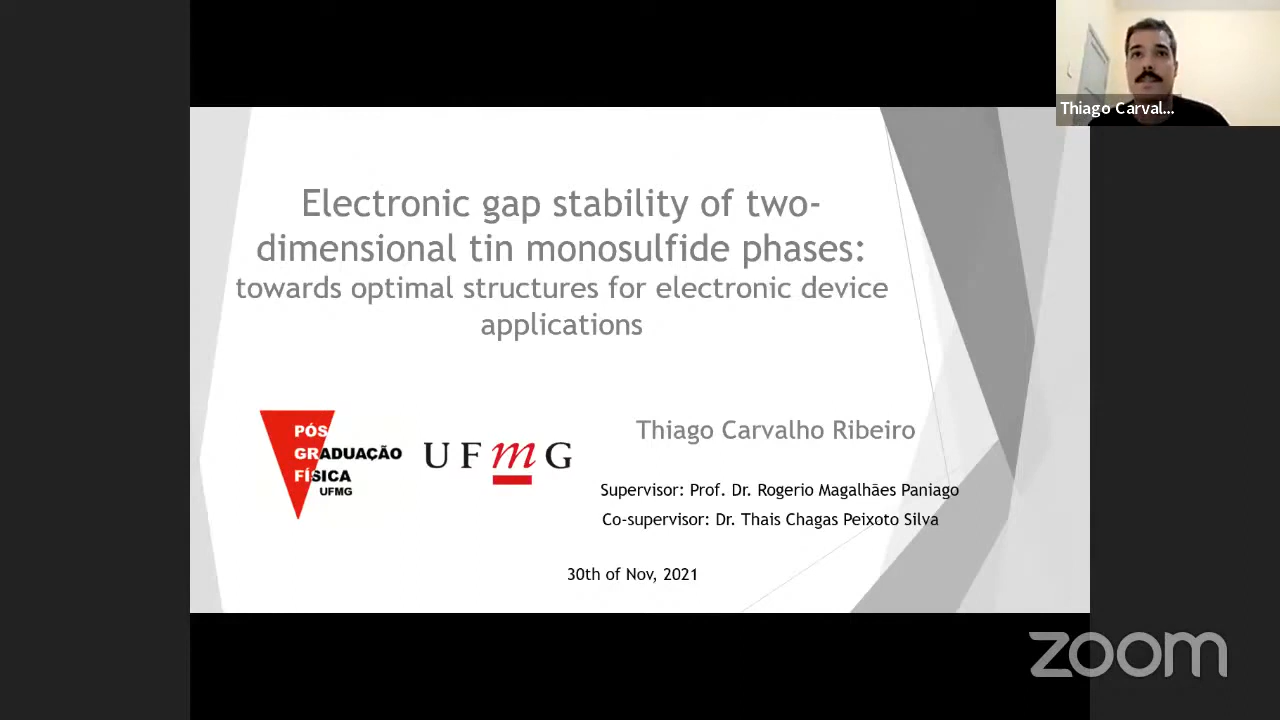 Thiago Carval...
Electronic gap stability of two-
dimensional tin monosulfide phases:
towards optimal structures for electronic device
applications
PÓS
GRADUAÇÃO
FÍSICA
UFMG
UFmG
Thiago Carvalho Ribeiro
Supervisor: Prof. Dr. Rogerio Magalhães Paniago
Co-supervisor: Dr. Thais Chagas Peixoto Silva
30th of Nov, 2021
zoom